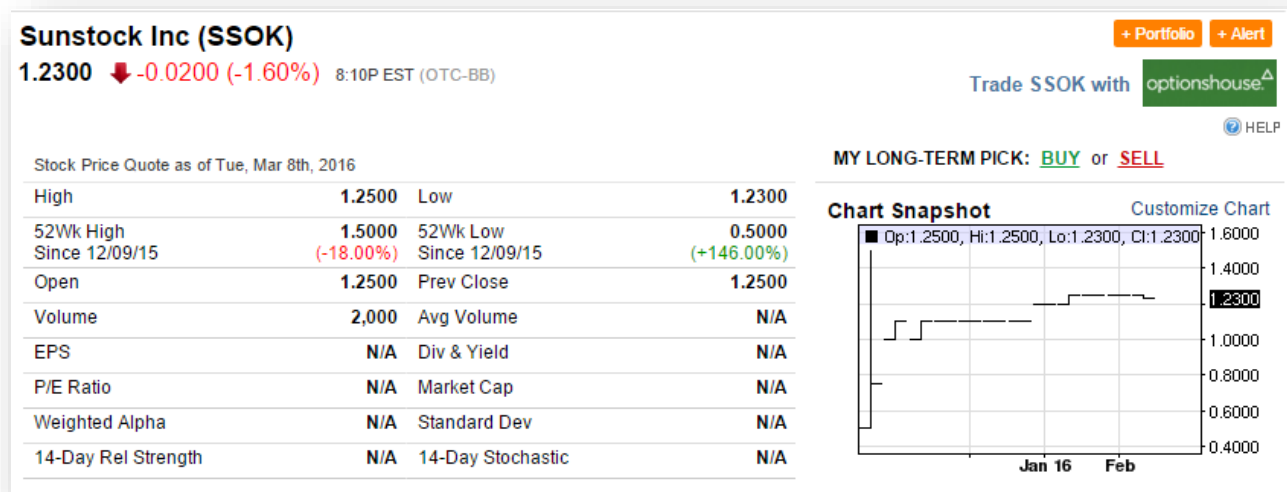 Sunstock Inc (SSOK)
+ Portfolio + Alert
1.2300 -0.0200 (-1.60%) 8:10P EST (OTC-BB)
Trade SSOK with optionshouse
HELP
Stock Price Quote as of Tue, Mar 8th, 2016
High 1.2500 Low 1.2300
52Wk High 1.5000 52Wk Low 0.5000
Since 12/09/15 (-18.00%) Since 12/09/15 (+146.00%)
Open 1.2500 Prev Close 1.2500
Volume 2,000 Avg Volume N/A
EPS N/A Div & Yield N/A
P/E Ratio N/A Market Cap N/A
Weighted Alpha N/A Standard Dev N/A
14-Day Rel Strength N/A 14-Day Stochastic N/A
MY LONG-TERM PICK: BUY or SELL
Chart Snapshot Customize Chart
Op:1.2500, Hi:1.2500, Lo:1.2300, Cl:1.2300
1.6000
1.4000
1.2300
1.0000
0.8000
0.6000
0.4000
Jan 16 Feb